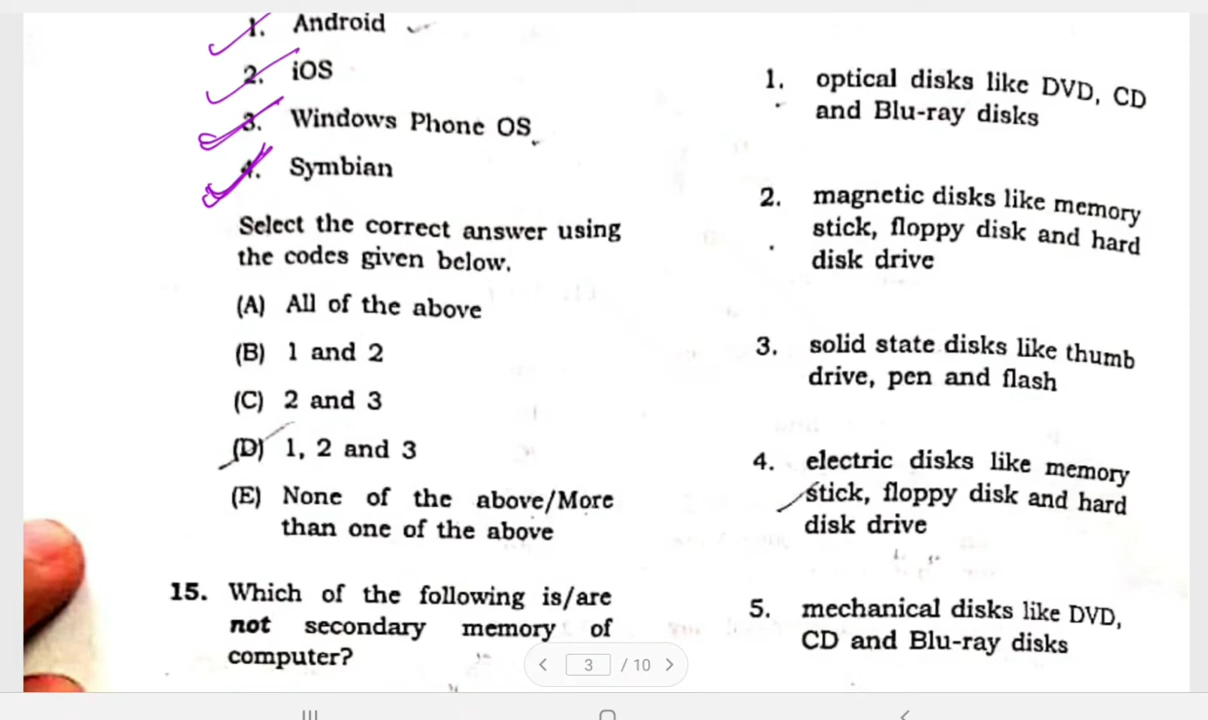 1. Android
2. iOS
3. Windows Phone OS
4. Symbian
Select the correct answer using
the codes given below.
(A) All of the above
(B) 1 and 2
(C) 2 and 3
(D) 1, 2 and 3
(E) None of the above/More
than one of the above
15. Which of the following is/are
not secondary memory of
computer?
1. optical disks like DVD, CD
and Blu-ray disks
2. magnetic disks like memory
stick, floppy disk and hard
disk drive
3. solid state disks like thumb
drive, pen and flash
4. electric disks like memory
stick, floppy disk and hard
disk drive
5. mechanical disks like DVD,
CD and Blu-ray disks
3 / 10